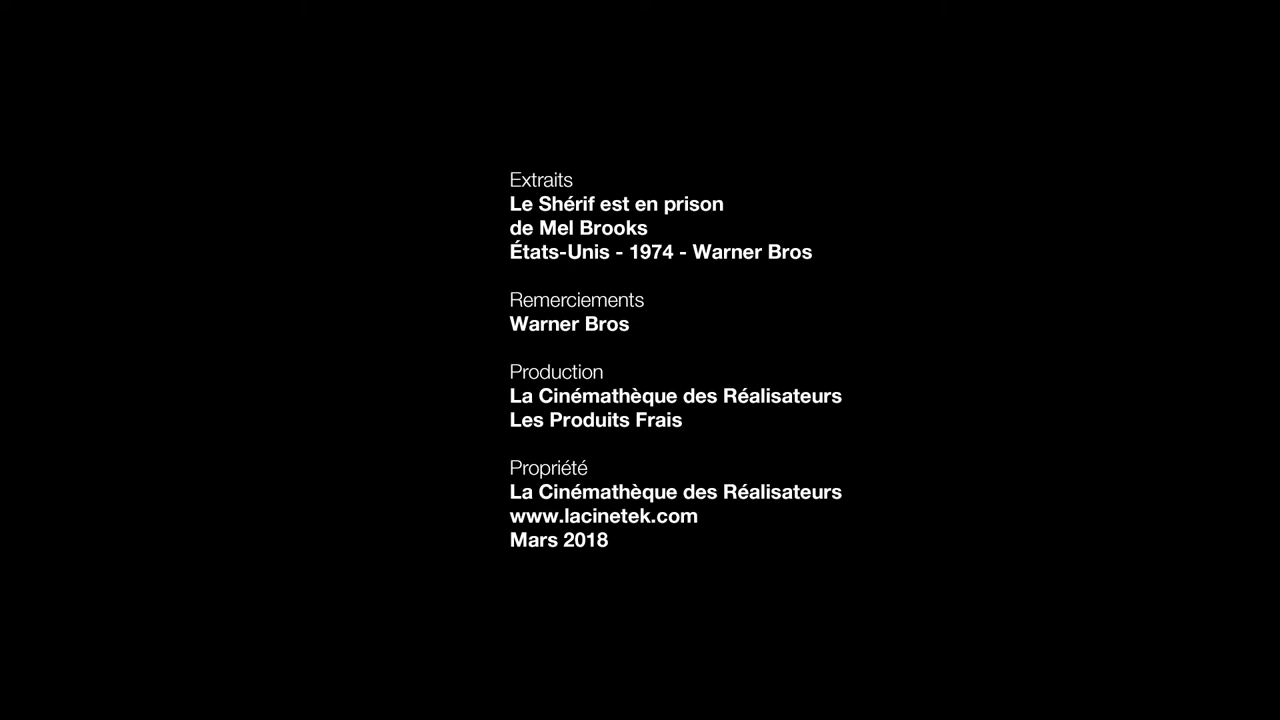 Extraits
Le Shérif est en prison
de Mel Brooks
États-Unis - 1974 - Warner Bros
Remerciements
Warner Bros
Production
La Cinémathèque des Réalisateurs
Les Produits Frais
Propriété
La Cinémathèque des Réalisateurs
www.lacinetek.com
Mars 2018